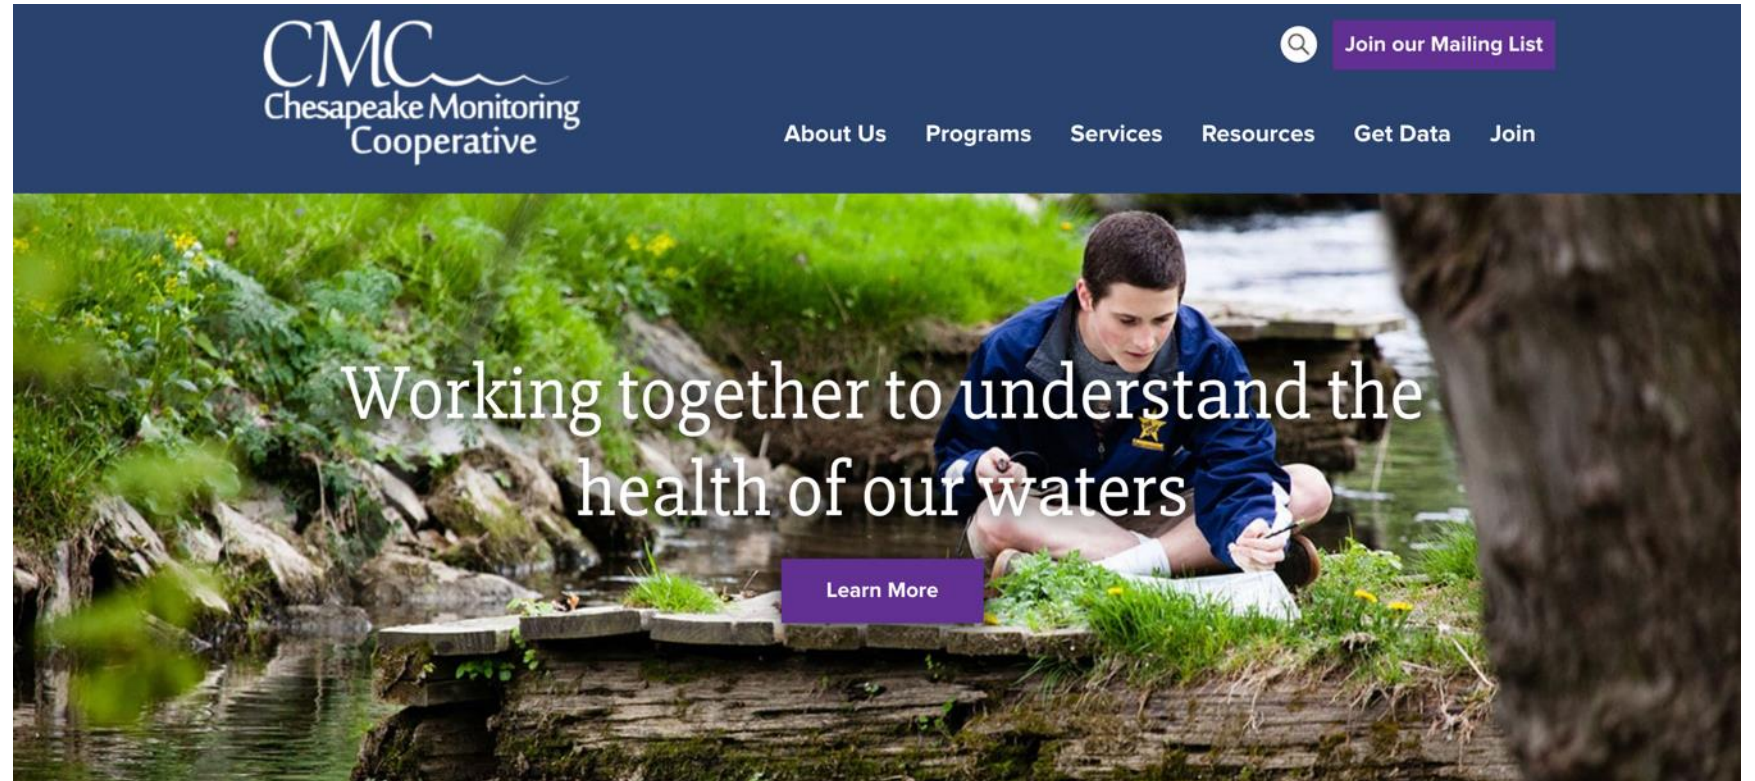 CMC
Chesapeake Monitoring
Cooperative
Join our Mailing List
About Us Programs Services Resources Get Data Join
Working together to understand the
health of our waters
Learn More